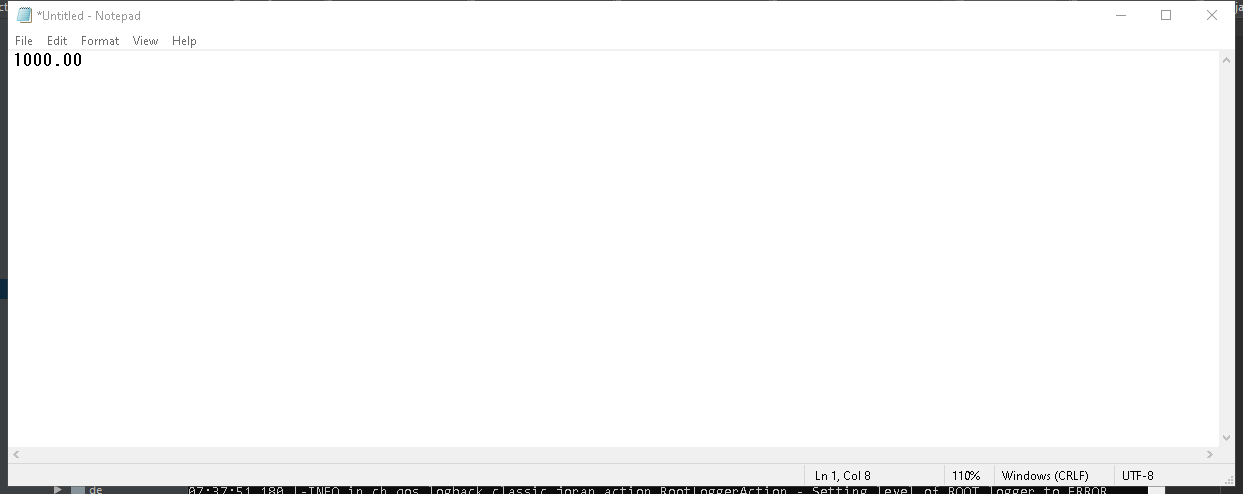 *Untitled - Notepad
File Edit Format View Help
1000.00
Ln 1, Col 8 110% Windows (CRLF) UTF-8
de 07:37:51,180 |-INFO in ch.qos.logback.classic.joran.action.RootLoggerAction - Setting level of ROOT logger to ERROR